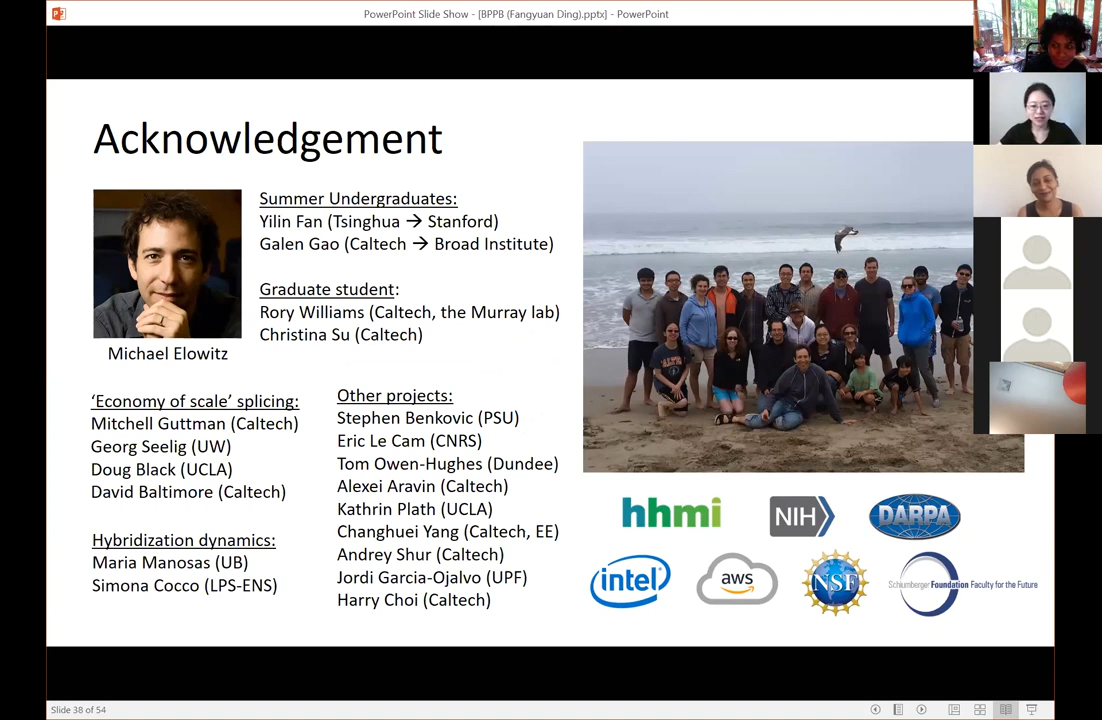 PowerPoint Slide Show - [BPPB (Fangyuan Ding).pptx] - PowerPoint
Acknowledgement
Michael Elowitz
Summer Undergraduates:
Yilin Fan (Tsinghua → Stanford)
Galen Gao (Caltech → Broad Institute)
Graduate student:
Rory Williams (Caltech, the Murray lab)
Christina Su (Caltech)
'Economy of scale' splicing:
Mitchell Guttman (Caltech)
Georg Seelig (UW)
Doug Black (UCLA)
David Baltimore (Caltech)
Hybridization dynamics:
Maria Manosas (UB)
Simona Cocco (LPS-ENS)
Other projects:
Stephen Benkovic (PSU)
Eric Le Cam (CNRS)
Tom Owen-Hughes (Dundee)
Alexei Aravin (Caltech)
Kathrin Plath (UCLA)
Changhuei Yang (Caltech, EE)
Andrey Shur (Caltech)
Jordi Garcia-Ojalvo (UPF)
Harry Choi (Caltech)
hhmi
NIH
DARPA
intel
aws
NSF
Schlumberger Foundation Faculty for the Future
Slide 38 of 54